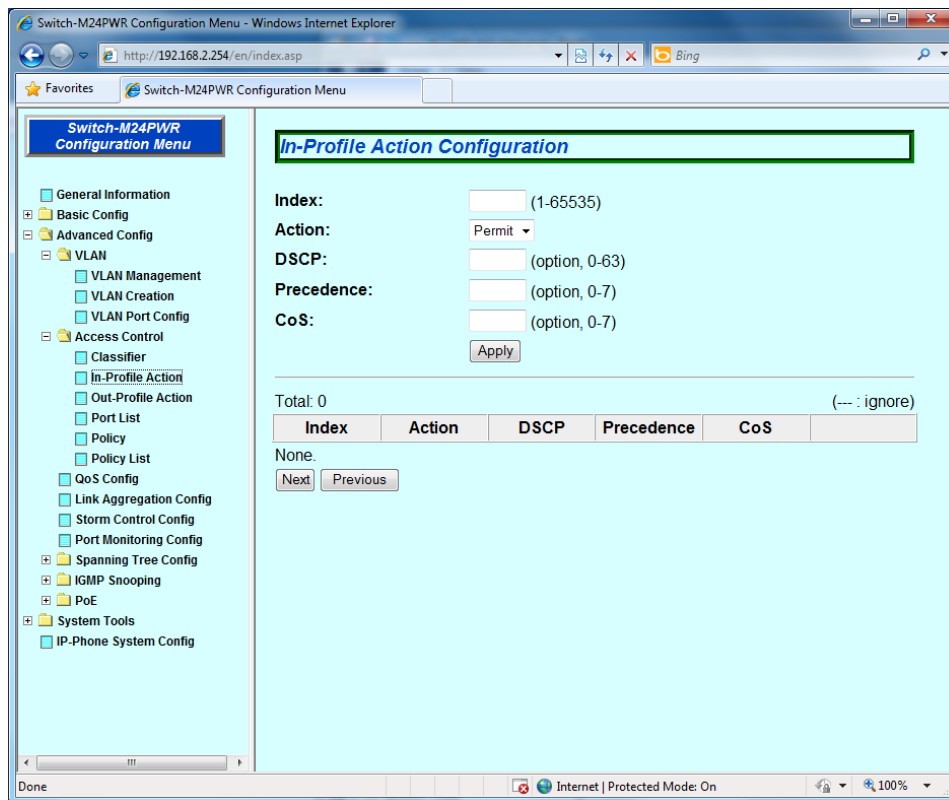 Switch-M24PWR Configuration Menu - Windows Internet Explorer
http://192.168.2.254/en/index.asp
Bing
Favorites
Switch-M24PWR Configuration Menu
Switch-M24PWR
Configuration Menu
General Information
Basic Config
Advanced Config
VLAN
VLAN Management
VLAN Creation
VLAN Port Config
Access Control
Classifier
In-Profile Action
Out-Profile Action
Port List
Policy
Policy List
QoS Config
Link Aggregation Config
Storm Control Config
Port Monitoring Config
Spanning Tree Config
IGMP Snooping
PoE
System Tools
IP-Phone System Config
In-Profile Action Configuration
Index: (1-65535)
Action: Permit
DSCP: (option, 0-63)
Precedence: (option, 0-7)
CoS: (option, 0-7)
Apply
Total: 0 (--- : ignore)
Index Action DSCP Precedence CoS
None.
Next Previous
Done Internet | Protected Mode: On 100%